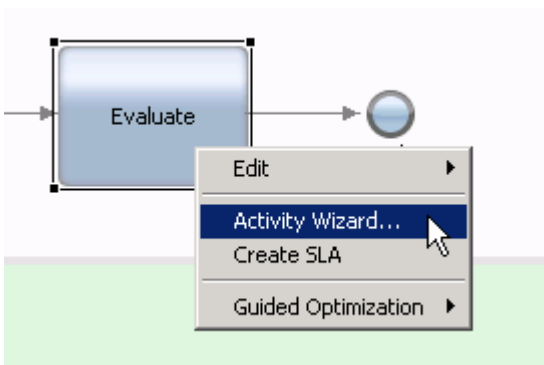 Evaluate
Edit
Activity Wizard...
Create SLA
Guided Optimization